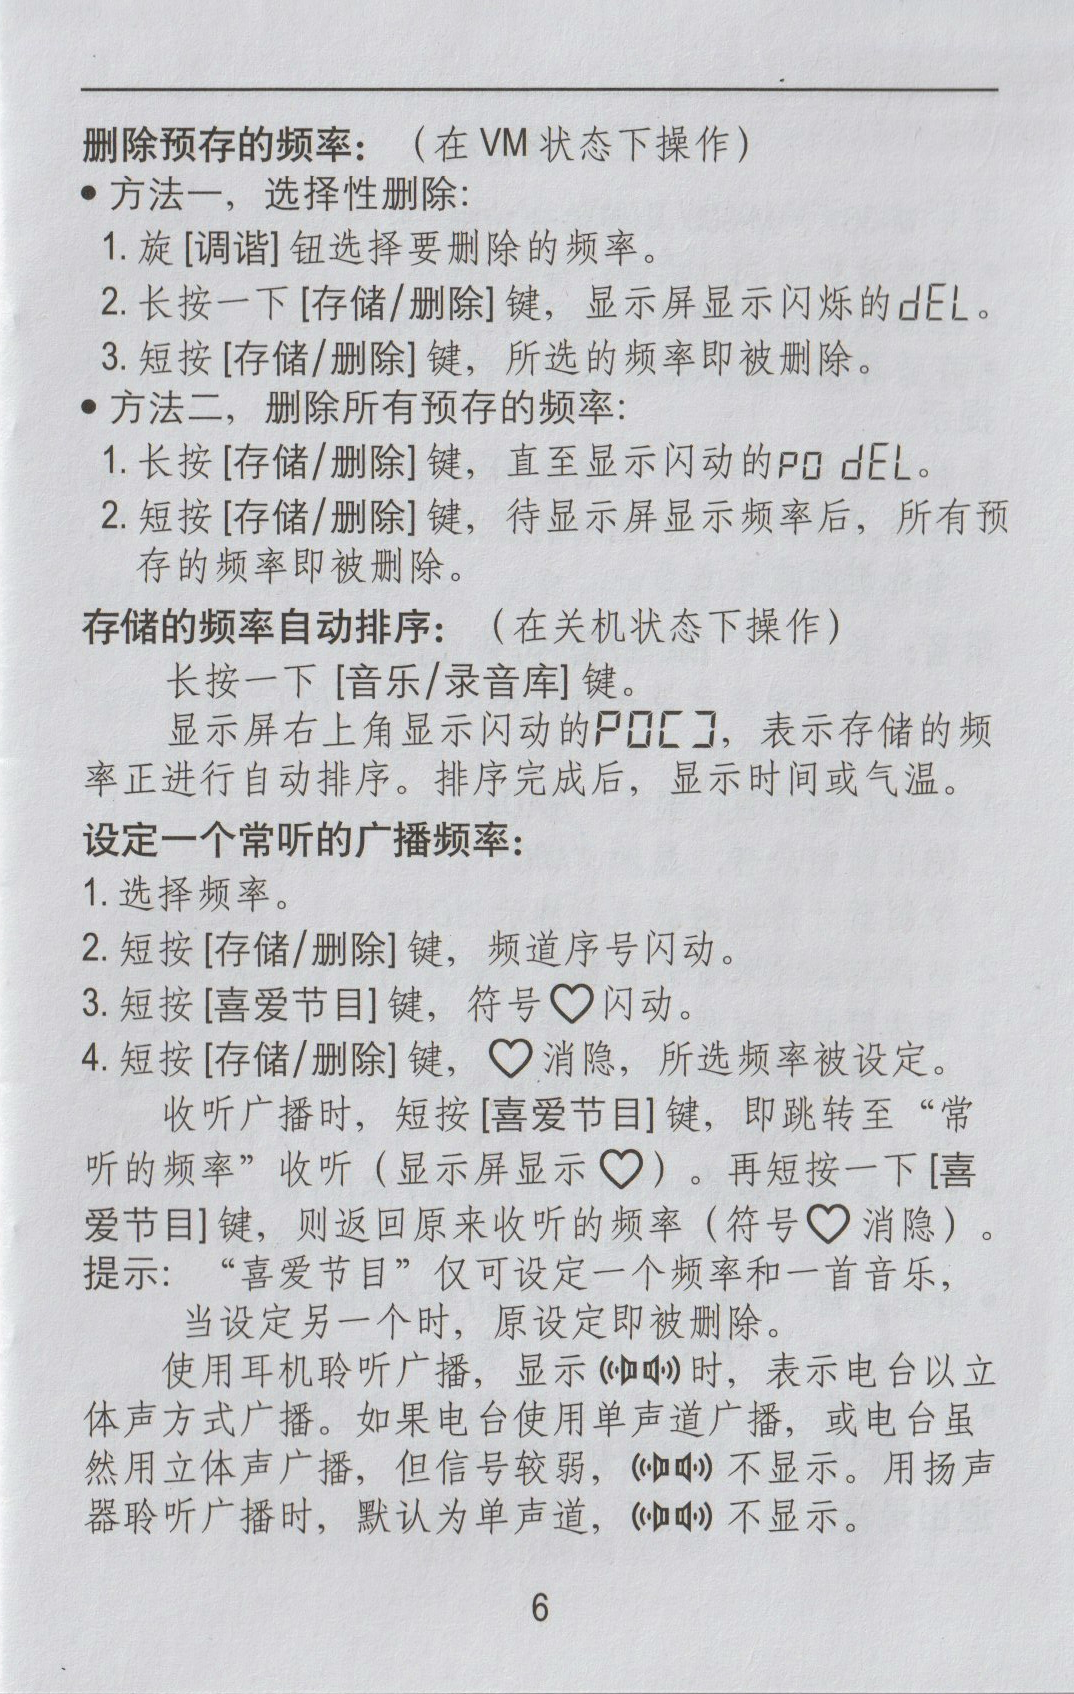 删除预存的频率：（在 VM 状态下操作）
• 方法一，选择性删除：
1. 旋 [调谐] 钮选择要删除的频率。
2. 长按一下 [存储/删除] 键，显示屏显示闪烁的dEL。
3. 短按 [存储/删除] 键，所选的频率即被删除。
• 方法二，删除所有预存的频率：
1. 长按 [存储/删除] 键，直至显示闪动的PO dEL。
2. 短按 [存储/删除] 键，待显示屏显示频率后，所有预
存的频率即被删除。
存储的频率自动排序：（在关机状态下操作）
长按一下 [音乐/录音库] 键。
显示屏右上角显示闪动的POC⊐，表示存储的频
率正进行自动排序。排序完成后，显示时间或气温。
设定一个常听的广播频率：
1. 选择频率。
2. 短按 [存储/删除] 键，频道序号闪动。
3. 短按 [喜爱节目] 键，符号♡闪动。
4. 短按 [存储/删除] 键，♡消隐，所选频率被设定。
收听广播时，短按 [喜爱节目] 键，即跳转至“常
听的频率”收听（显示屏显示♡）。再短按一下 [喜
爱节目] 键，则返回原来收听的频率（符号♡消隐）。
提示：“喜爱节目”仅可设定一个频率和一首音乐，
当设定另一个时，原设定即被删除。
使用耳机聆听广播，显示时，表示电台以立
体声方式广播。如果电台使用单声道广播，或电台虽
然用立体声广播，但信号较弱，不显示。用扬声
器聆听广播时，默认为单声道，不显示。
6